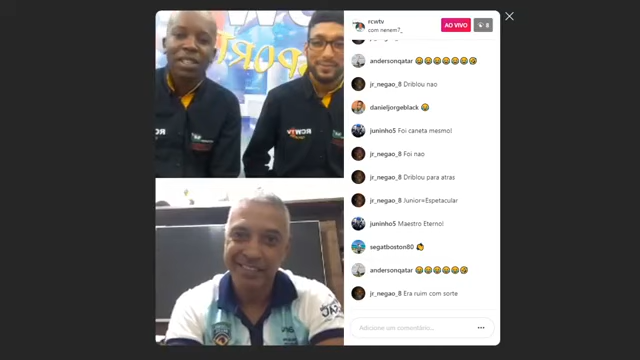 rcwtv
com nenem7_
AO VIVO
8
andersonqatar 😂😂😂😂😂😂😂
jr_negao_8 Driblou nao
danieljorgeblack 😂
juninho5 Foi caneta mesmo!
jr_negao_8 Foi nao
jr_negao_8 Driblou para atras
jr_negao_8 Junior=Espetacular
juninho5 Maestro Eterno!
segatboston80
andersonqatar 😂😂😂😂😂😂
jr_negao_8 Era ruim com sorte
Adicione um comentário...
RCWTV